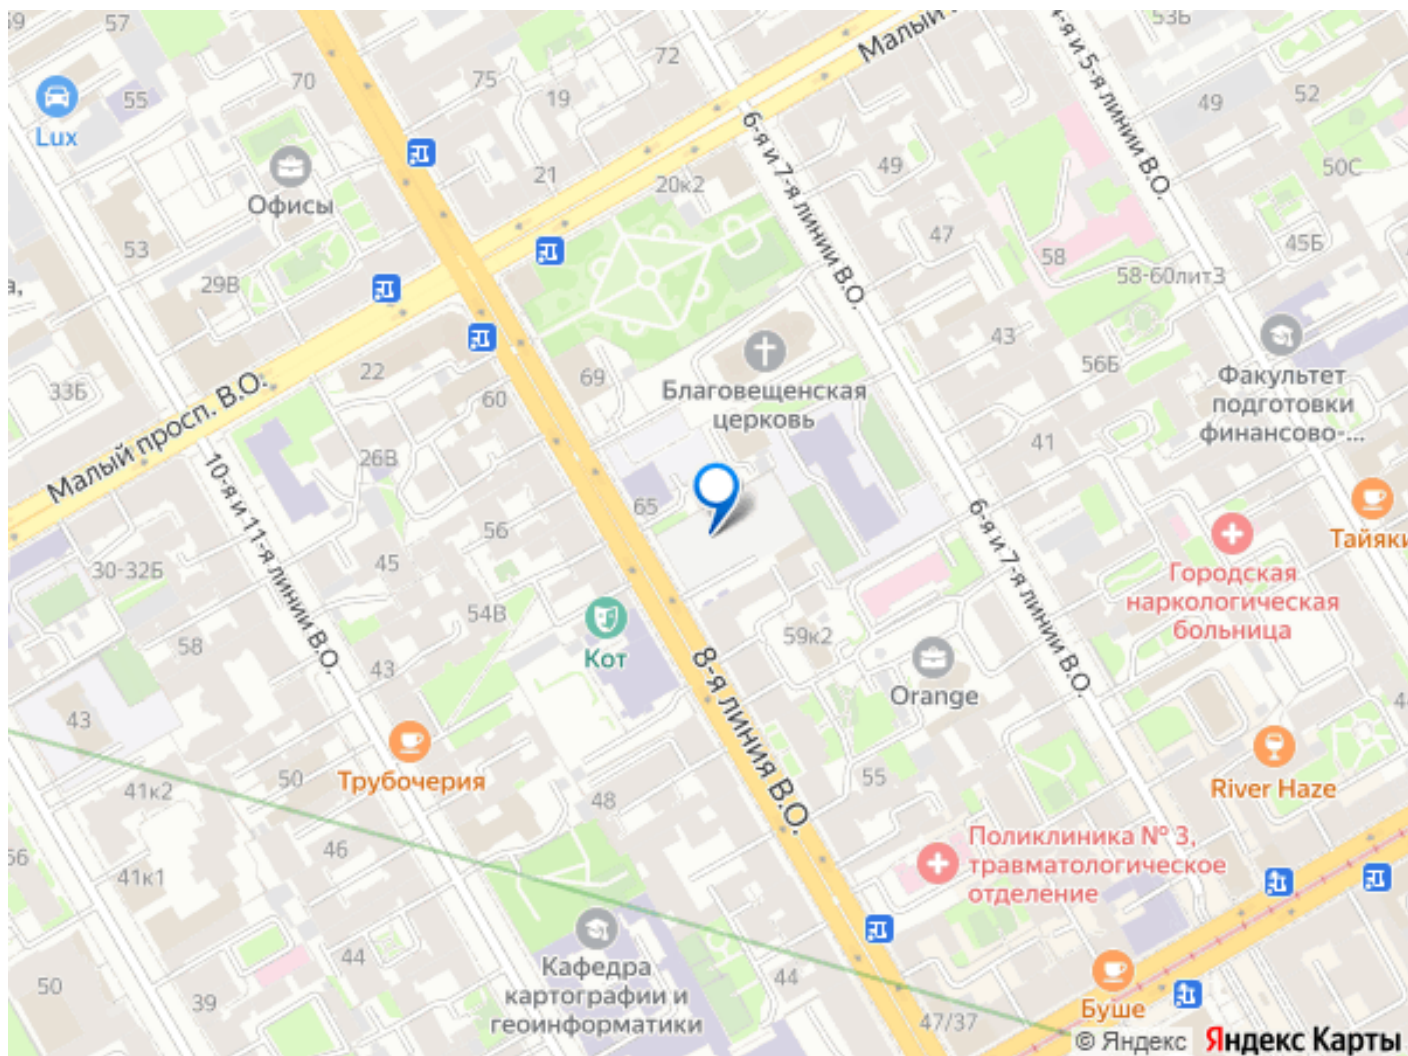 59
57
70
55
Lux
Офисы
53
29В
33Б
75
19
72
21
20к2
Малый
53Б
4-я и 5-я линии В.О.
49
52
50С
49
6-я и 7-я линии В.О.
47
58
58-60лит3
45Б
43
56Б
Факультет
подготовки
финансово-...
22
69
60
Благовещенская
церковь
Малый просп. В.О.
26В
10-я и 11-я линии В.О.
41
65
56
6-я и 7-я линии В.О.
Тайяки
Городская
наркологическая
больница
30-32Б
45
54В
58
Кот
59к2
8-я линия В.О.
Orange
43
43
Трубочерия
50
41к2
55
River Haze
48
46
41к1
56
Поликлиника № 3,
травматологическое
отделение
44
50
39
Кафедра
картографии и
геоинформатики
44
47/37
Буше
© Яндекс Яндекс Карты